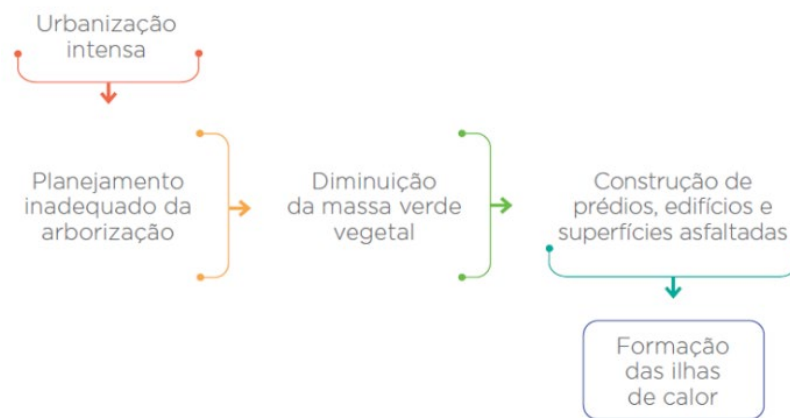 Urbanização
intensa
Planejamento
inadequado da
arborização
Diminuição
da massa verde
vegetal
Construção de
prédios, edifícios e
superfícies asfaltadas
Formação
das ilhas
de calor